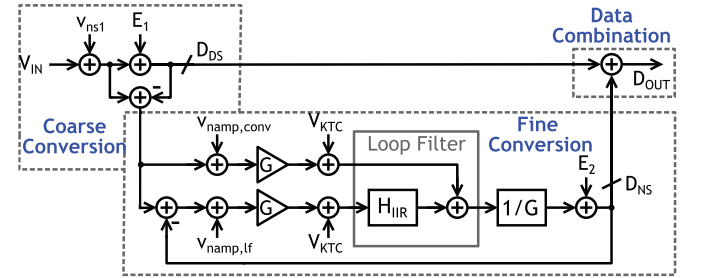 Data
Combination
v_ns1 E_1 D_DS
V_IN D_OUT
-
Coarse
Conversion
v_namp,conv V_KTC
Loop Filter
Fine
Conversion
G
E_2
D_NS
G H_IIR 1/G
-
v_namp,lf V_KTC